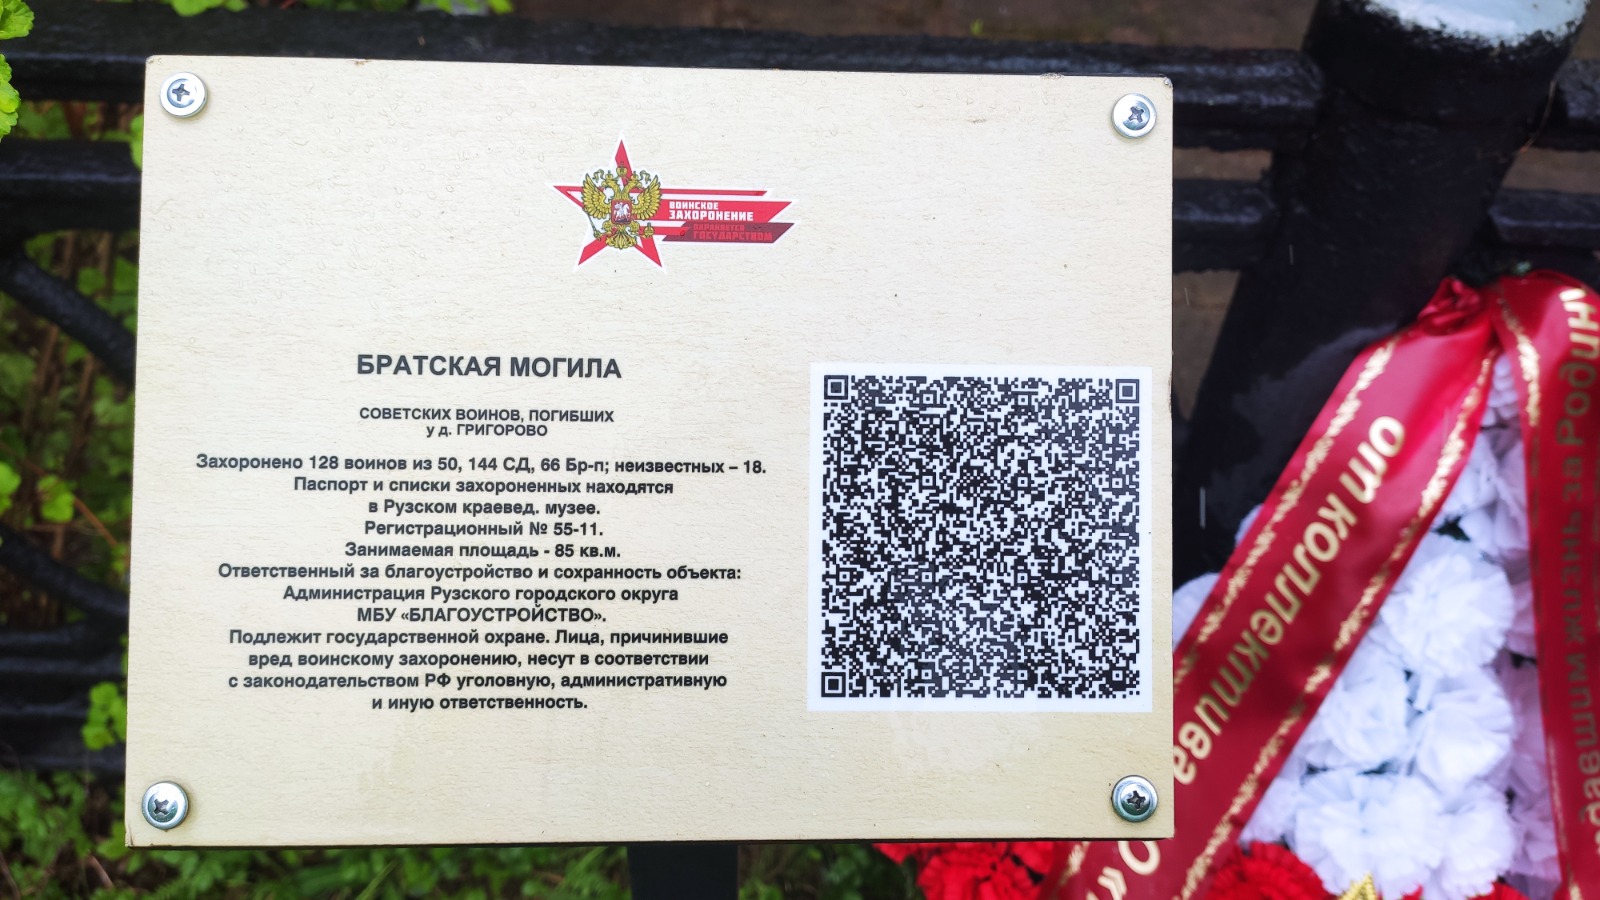 ВОИНСКОЕ
ЗАХОРОНЕНИЕ
ОХРАНЯЕТСЯ
ГОСУДАРСТВОМ
БРАТСКАЯ МОГИЛА
СОВЕТСКИХ ВОИНОВ, ПОГИБШИХ
у д. ГРИГОРОВО
Захоронено 128 воинов из 50, 144 СД, 66 Бр-п; неизвестных – 18.
Паспорт и списки захороненных находятся
в Рузском краевед. музее.
Регистрационный № 55-11.
Занимаемая площадь - 85 кв.м.
Ответственный за благоустройство и сохранность объекта:
Администрация Рузского городского округа
МБУ «БЛАГОУСТРОЙСТВО».
Подлежит государственной охране. Лица, причинившие
вред воинскому захоронению, несут в соответствии
с законодательством РФ уголовную, административную
и иную ответственность.
от коллектива
жизнь за Родину